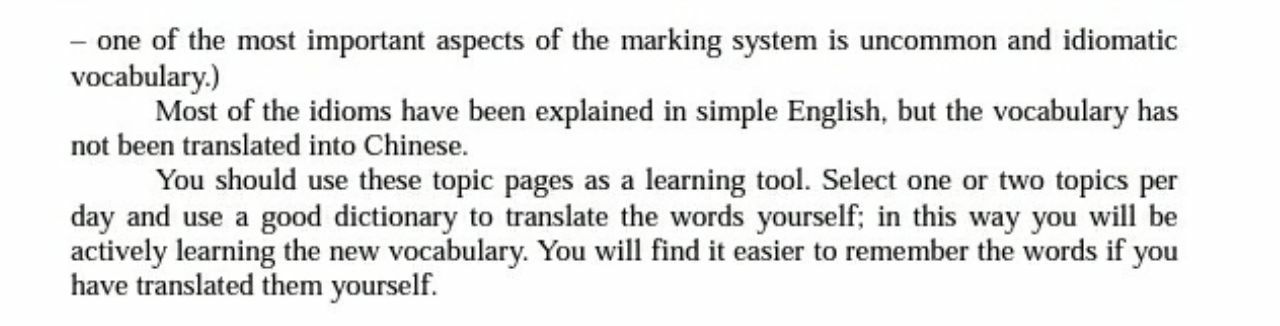 – one of the most important aspects of the marking system is uncommon and idiomatic
vocabulary.)
Most of the idioms have been explained in simple English, but the vocabulary has
not been translated into Chinese.
You should use these topic pages as a learning tool. Select one or two topics per
day and use a good dictionary to translate the words yourself; in this way you will be
actively learning the new vocabulary. You will find it easier to remember the words if you
have translated them yourself.